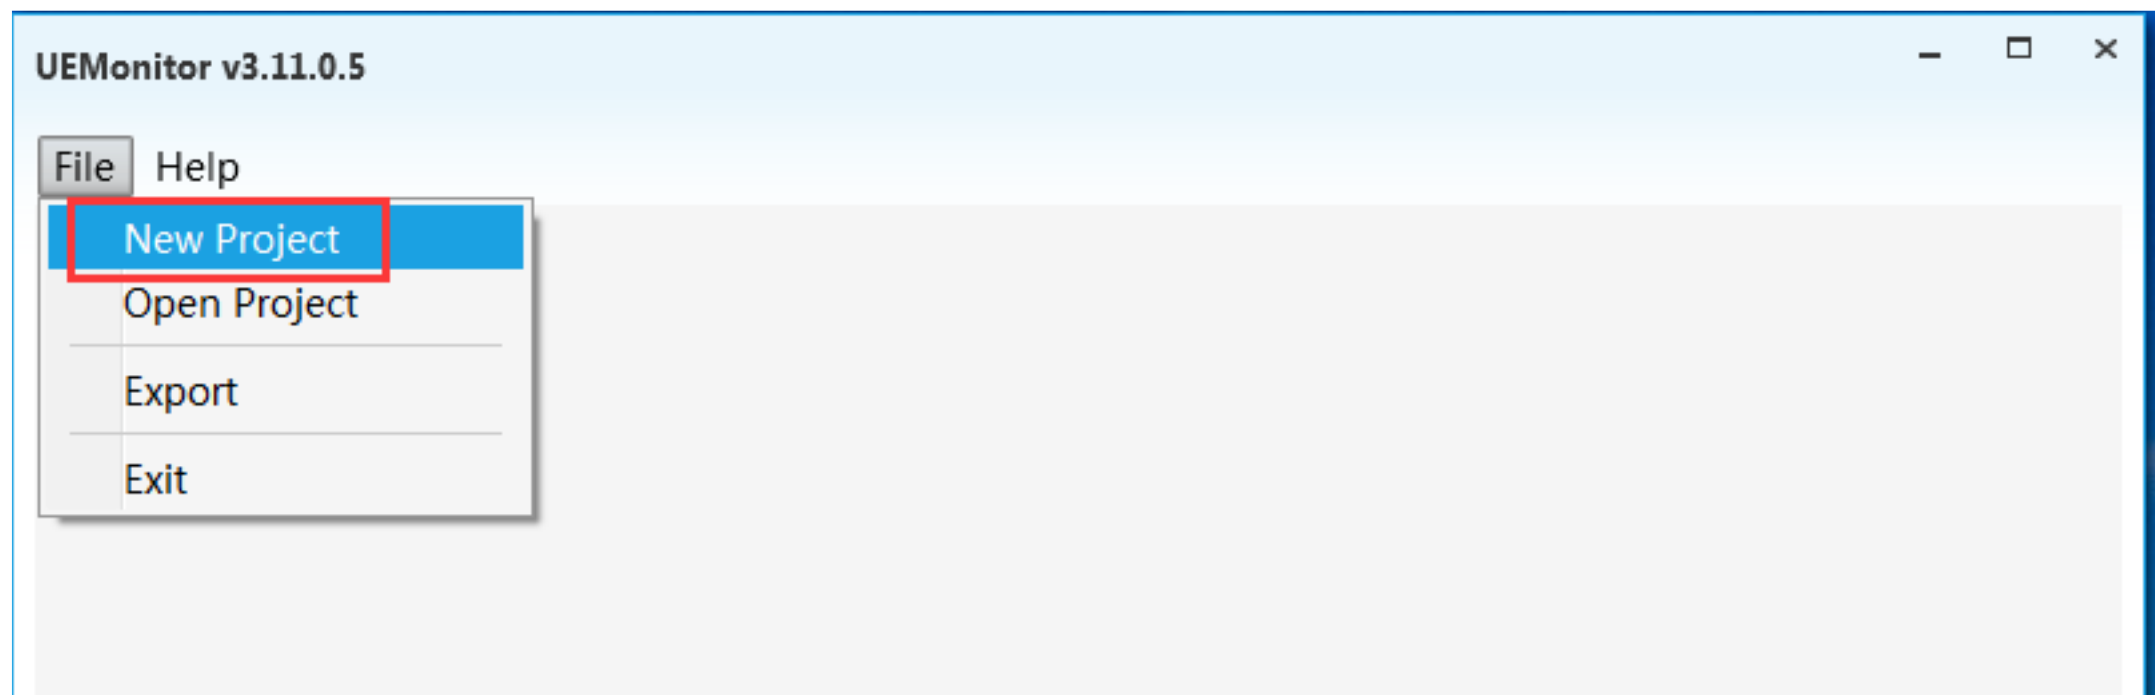 UEMonitor v3.11.0.5
File Help
New Project
Open Project
Export
Exit